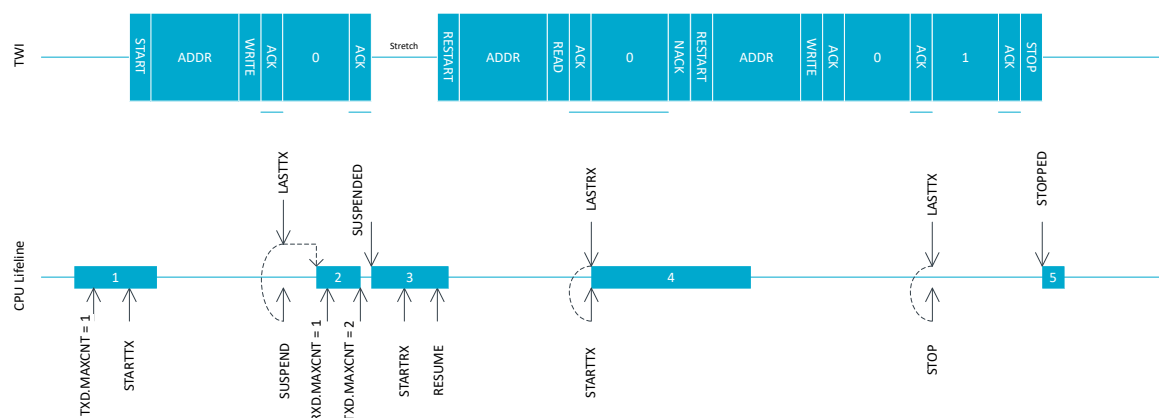 TWI
START
ADDR
WRITE
ACK
0
ACK
Stretch
RESTART
ADDR
READ
ACK
0
NACK
RESTART
ADDR
WRITE
ACK
0
ACK
1
ACK
STOP
CPU Lifeline
LASTTX
SUSPENDED
LASTRX
LASTTX
STOPPED
1
2
3
4
5
TXD.MAXCNT = 1
STARTTX
SUSPEND
RXD.MAXCNT = 1
TXD.MAXCNT = 2
STARTRX
RESUME
STARTTX
STOP